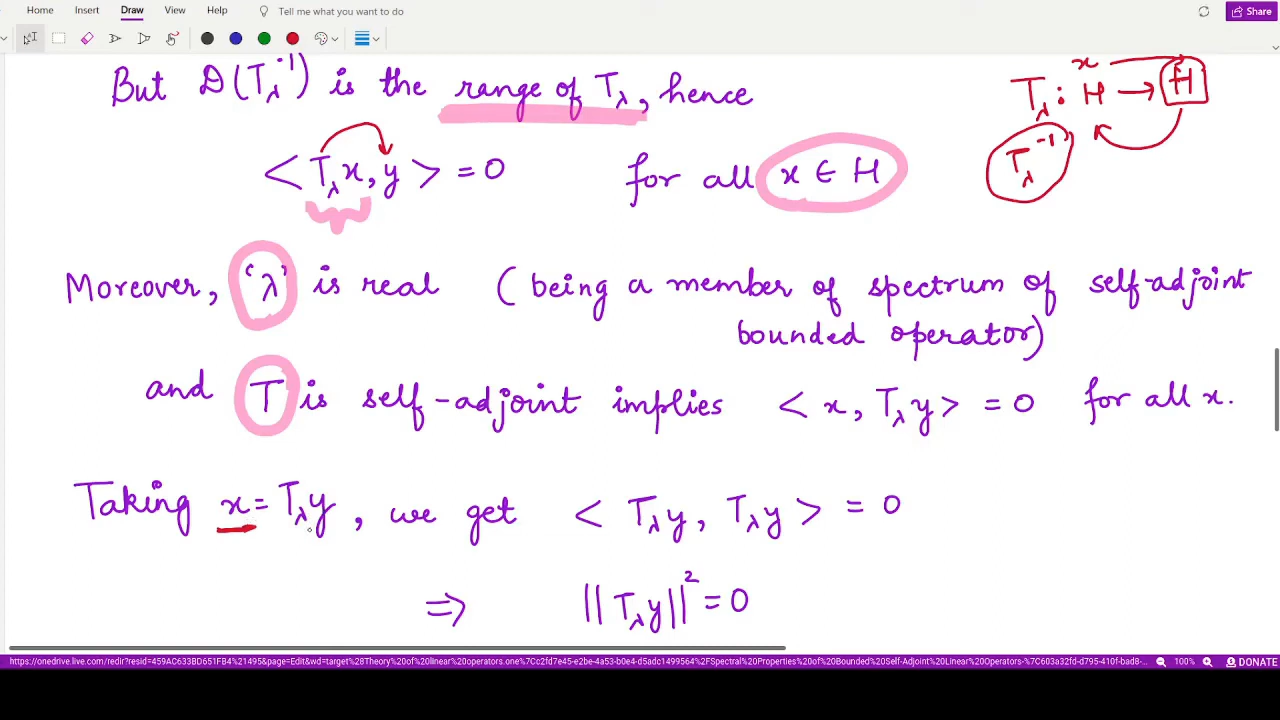 Home Insert Draw View Help Tell me what you want to do Share
But D(Tλ⁻¹) is the range of Tλ, hence
Tλ : H → H
x
Tλ⁻¹
< Tλx, y > = 0 for all x ∈ H
Moreover, 'λ' is real (being a member of spectrum of self-adjoint
bounded operator)
and T is self-adjoint implies < x, Tλy > = 0 for all x.
Taking x = Tλy, we get < Tλy, Tλy > = 0
⇒ ||Tλy||² = 0
100% DONATE